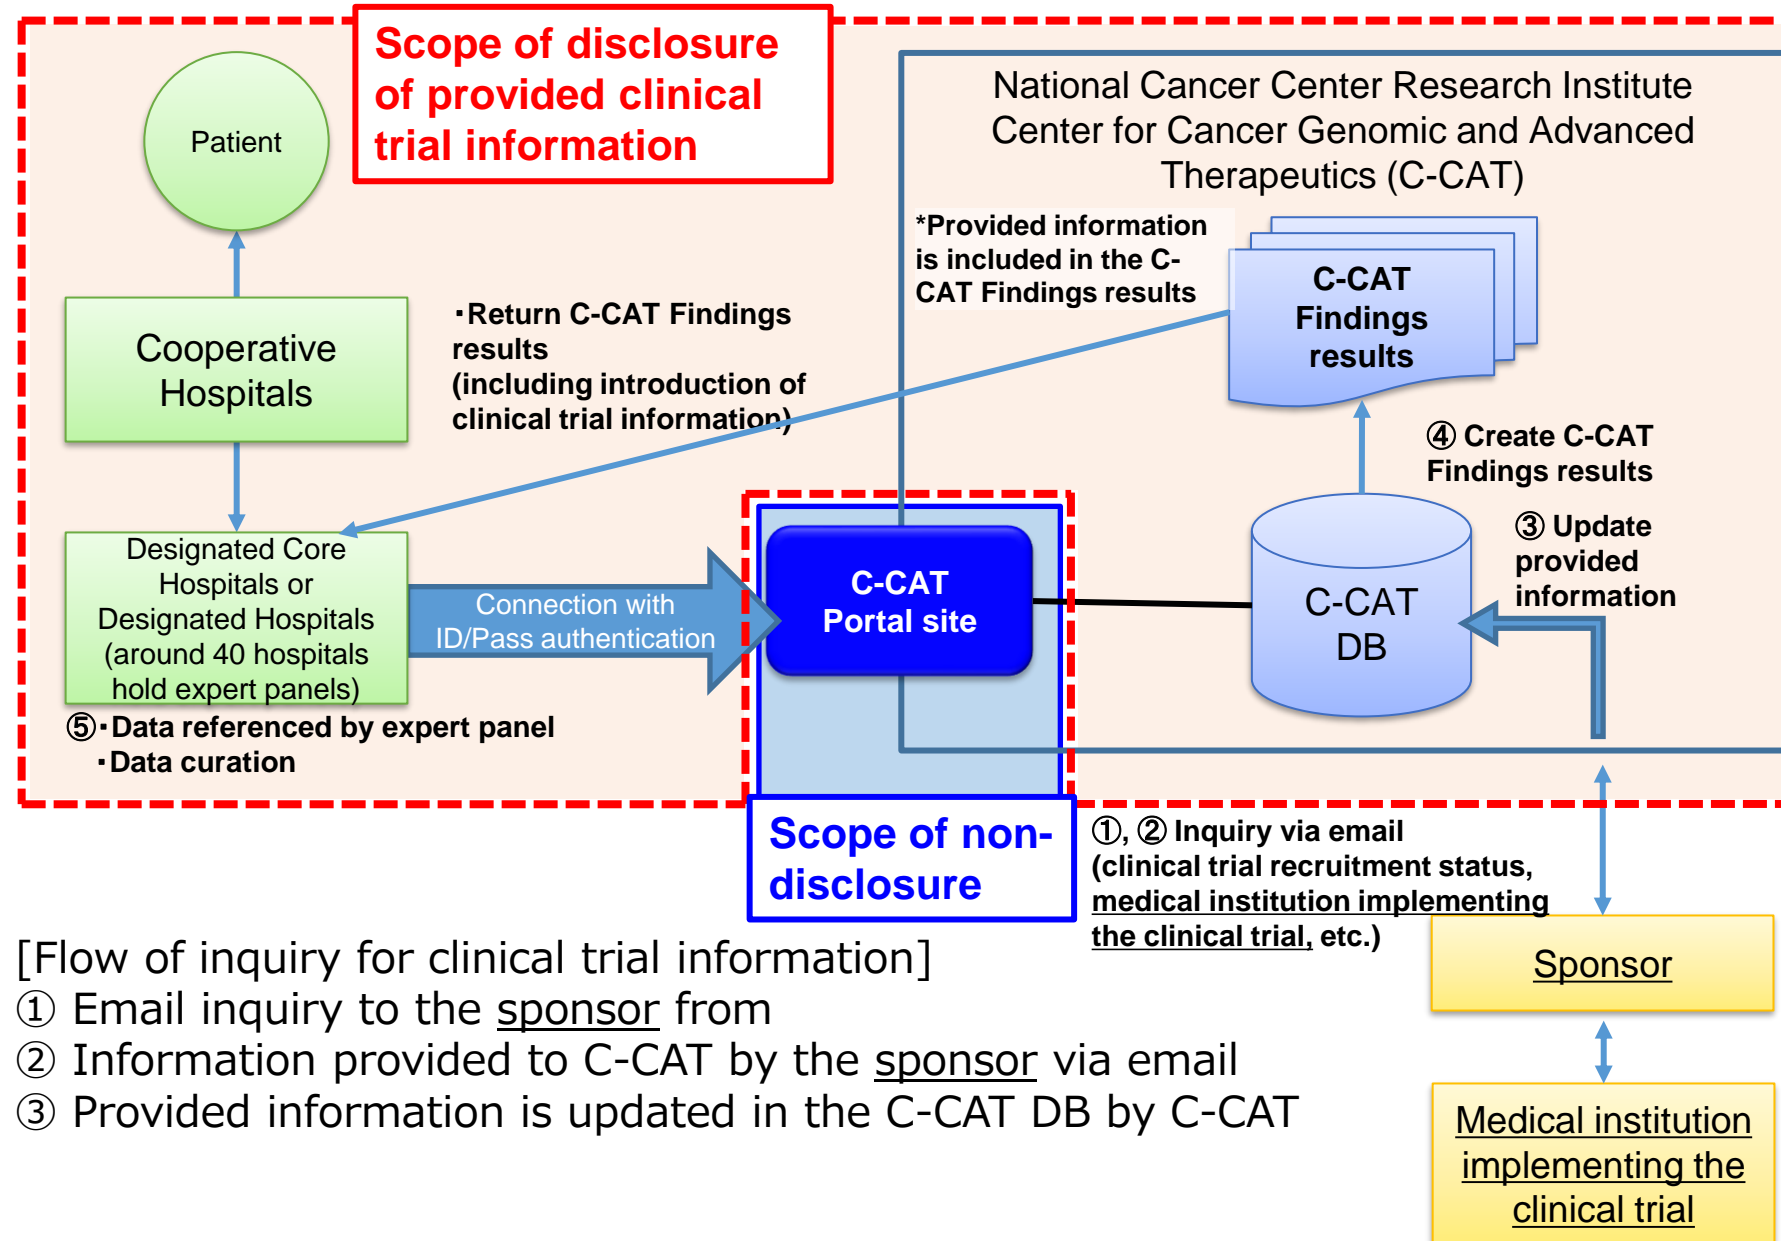 Scope of disclosure
of provided clinical
trial information
Patient
National Cancer Center Research Institute
Center for Cancer Genomic and Advanced
Therapeutics (C-CAT)
*Provided information
is included in the C-
CAT Findings results
C-CAT
Findings
results
Cooperative
Hospitals
・Return C-CAT Findings
results
(including introduction of
clinical trial information)
④ Create C-CAT
Findings results
③ Update
provided
information
Designated Core
Hospitals or
Designated Hospitals
(around 40 hospitals
hold expert panels)
Connection with
ID/Pass authentication
C-CAT
Portal site
C-CAT
DB
⑤・Data referenced by expert panel
・Data curation
Scope of non-
disclosure
①, ② Inquiry via email
(clinical trial recruitment status,
medical institution implementing
the clinical trial, etc.)
Sponsor
Medical institution
implementing the
clinical trial
[Flow of inquiry for clinical trial information]
① Email inquiry to the sponsor from
② Information provided to C-CAT by the sponsor via email
③ Provided information is updated in the C-CAT DB by C-CAT